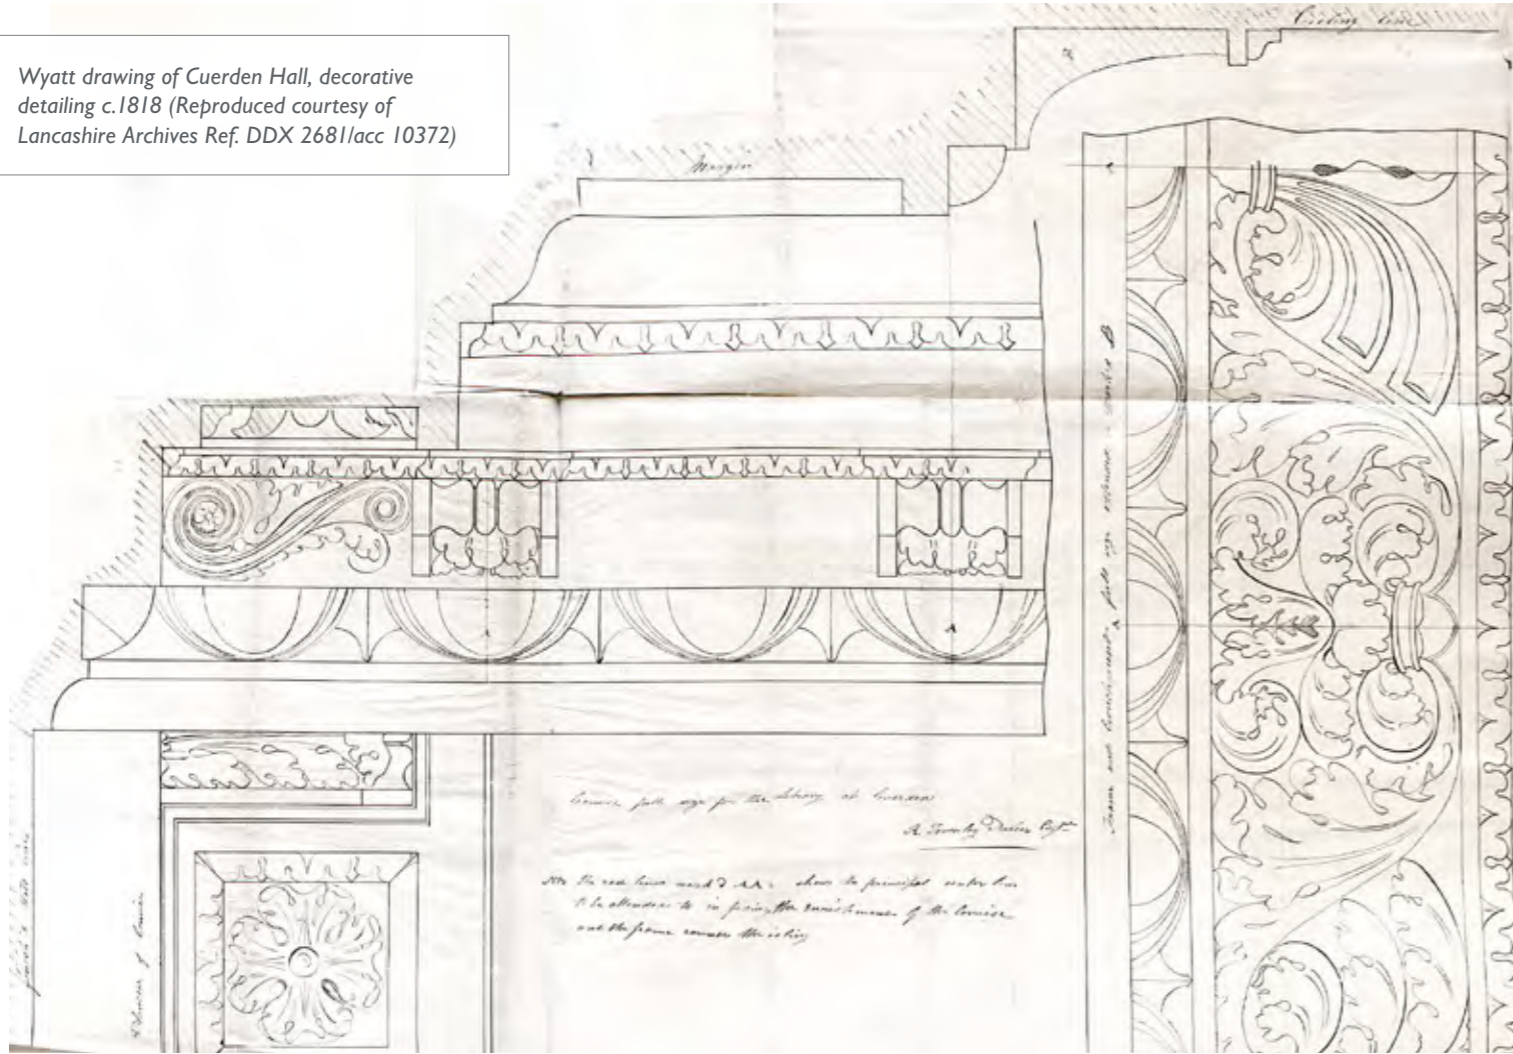 Wyatt drawing of Cuerden Hall, decorative
detailing c.1818 (Reproduced courtesy of
Lancashire Archives Ref. DDX 2681/acc 10372)
Ceiling line
Margin
B
Cornice full size for the Library at Cuerden
R. Townley Parker Esqr.
the red lines mark'd AA: shews the principal center line
to be attended to in fixing the enrichments of the Cornice
and the frame round the ceiling
A
A
A